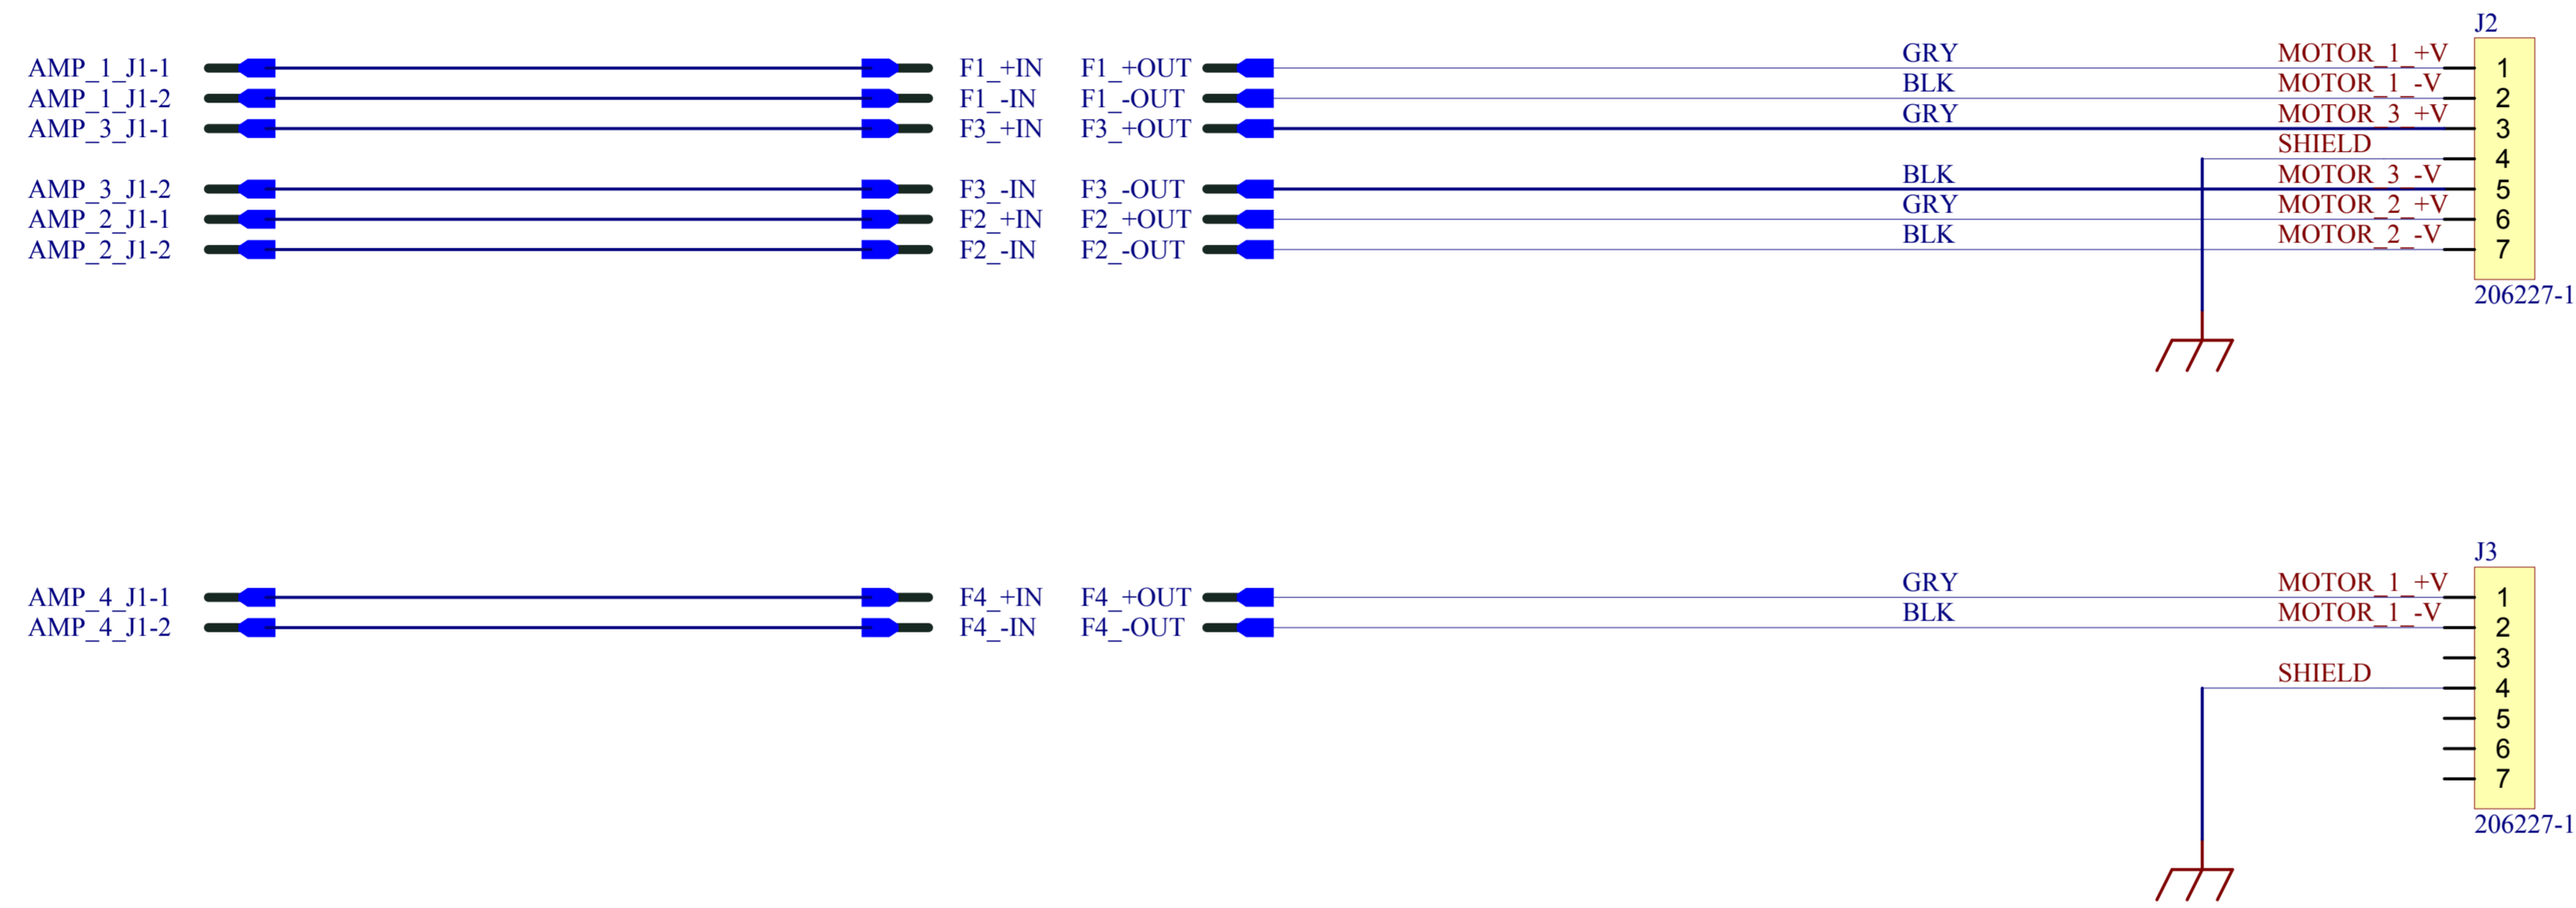 J2
AMP_1_J1-1 F1_+IN F1_+OUT GRY MOTOR_1_+V 1
AMP_1_J1-2 F1_-IN F1_-OUT BLK MOTOR_1_-V 2
AMP_3_J1-1 F3_+IN F3_+OUT GRY MOTOR_3_+V 3
SHIELD 4
AMP_3_J1-2 F3_-IN F3_-OUT BLK MOTOR_3_-V 5
AMP_2_J1-1 F2_+IN F2_+OUT GRY MOTOR_2_+V 6
AMP_2_J1-2 F2_-IN F2_-OUT BLK MOTOR_2_-V 7
206227-1
J3
AMP_4_J1-1 F4_+IN F4_+OUT GRY MOTOR_1_+V 1
AMP_4_J1-2 F4_-IN F4_-OUT BLK MOTOR_1_-V 2
3
SHIELD 4
5
6
7
206227-1